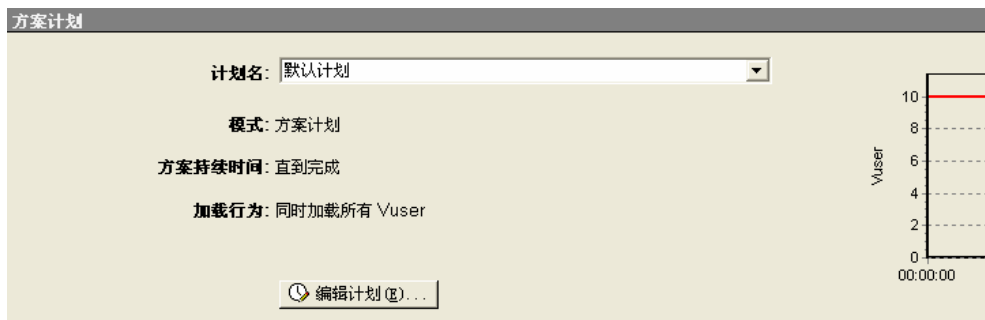 方案计划
计划名: 默认计划
模式: 方案计划
方案持续时间: 直到完成
加载行为: 同时加载所有 Vuser
编辑计划(E)...
Vuser
10
8
6
4
2
0
00:00:00